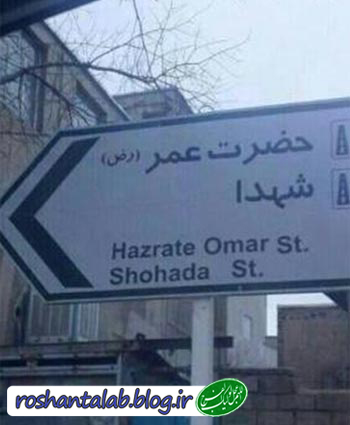 حضرت عمر (رض)
شهدا
Hazrate Omar St.
Shohada St.
roshantalab.blog.ir